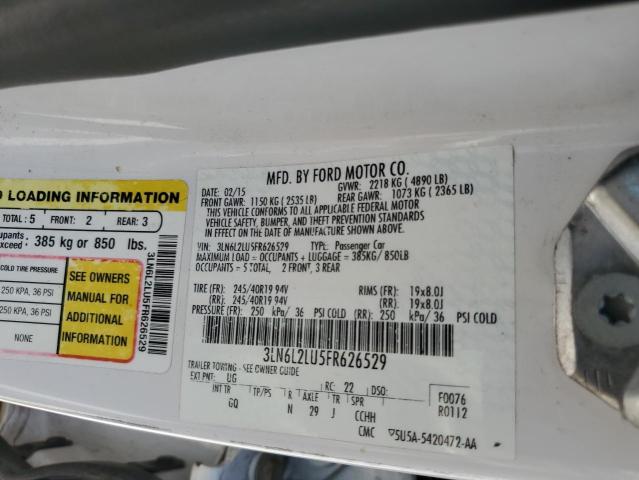 D LOADING INFORMATION
TOTAL: 5 FRONT: 2 REAR: 3
cupants
exceed: 385 kg or 850 lbs.
COLD TIRE PRESSURE
250 KPA, 36 PSI
250 KPA, 36 PSI
NONE
SEE OWNERS
MANUAL FOR
ADDITIONAL
INFORMATION
3LN6L2LU5FR626529
MFD. BY FORD MOTOR CO.
DATE: 02/15 GVWR: 2218 KG ( 4890 LB)
FRONT GAWR: 1150 KG ( 2535 LB) REAR GAWR: 1073 KG ( 2365 LB)
THIS VEHICLE CONFORMS TO ALL APPLICABLE FEDERAL MOTOR
VEHICLE SAFETY, BUMPER, AND THEFT PREVENTION STANDARDS
IN EFFECT ON THE DATE OF MANUFACTURE SHOWN ABOVE.
VIN: 3LN6L2LU5FR626529 TYPE: Passenger Car
MAXIMUM LOAD = OCCUPANTS + LUGGAGE = 385KG / 850LB
OCCUPANTS = 5 TOTAL, 2 FRONT, 3 REAR
TIRE (FR): 245/40R19 94V RIMS (FR): 19x8.0J
(RR): 245/40R19 94V (RR): 19x8.0J
PRESSURE (FR): 250 kPa/ 36 PSI COLD (RR): 250 kPa/ 36 PSI COLD
3LN6L2LU5FR626529
TRAILER TOWING - SEE OWNER GUIDE
EXT PNT: UG RC: 22 DSO: F0076
INT TP/PS R AXLE TR SPR R0112
GQ N 29 J CCHH
CMC ▽5U5A-5420472-AA